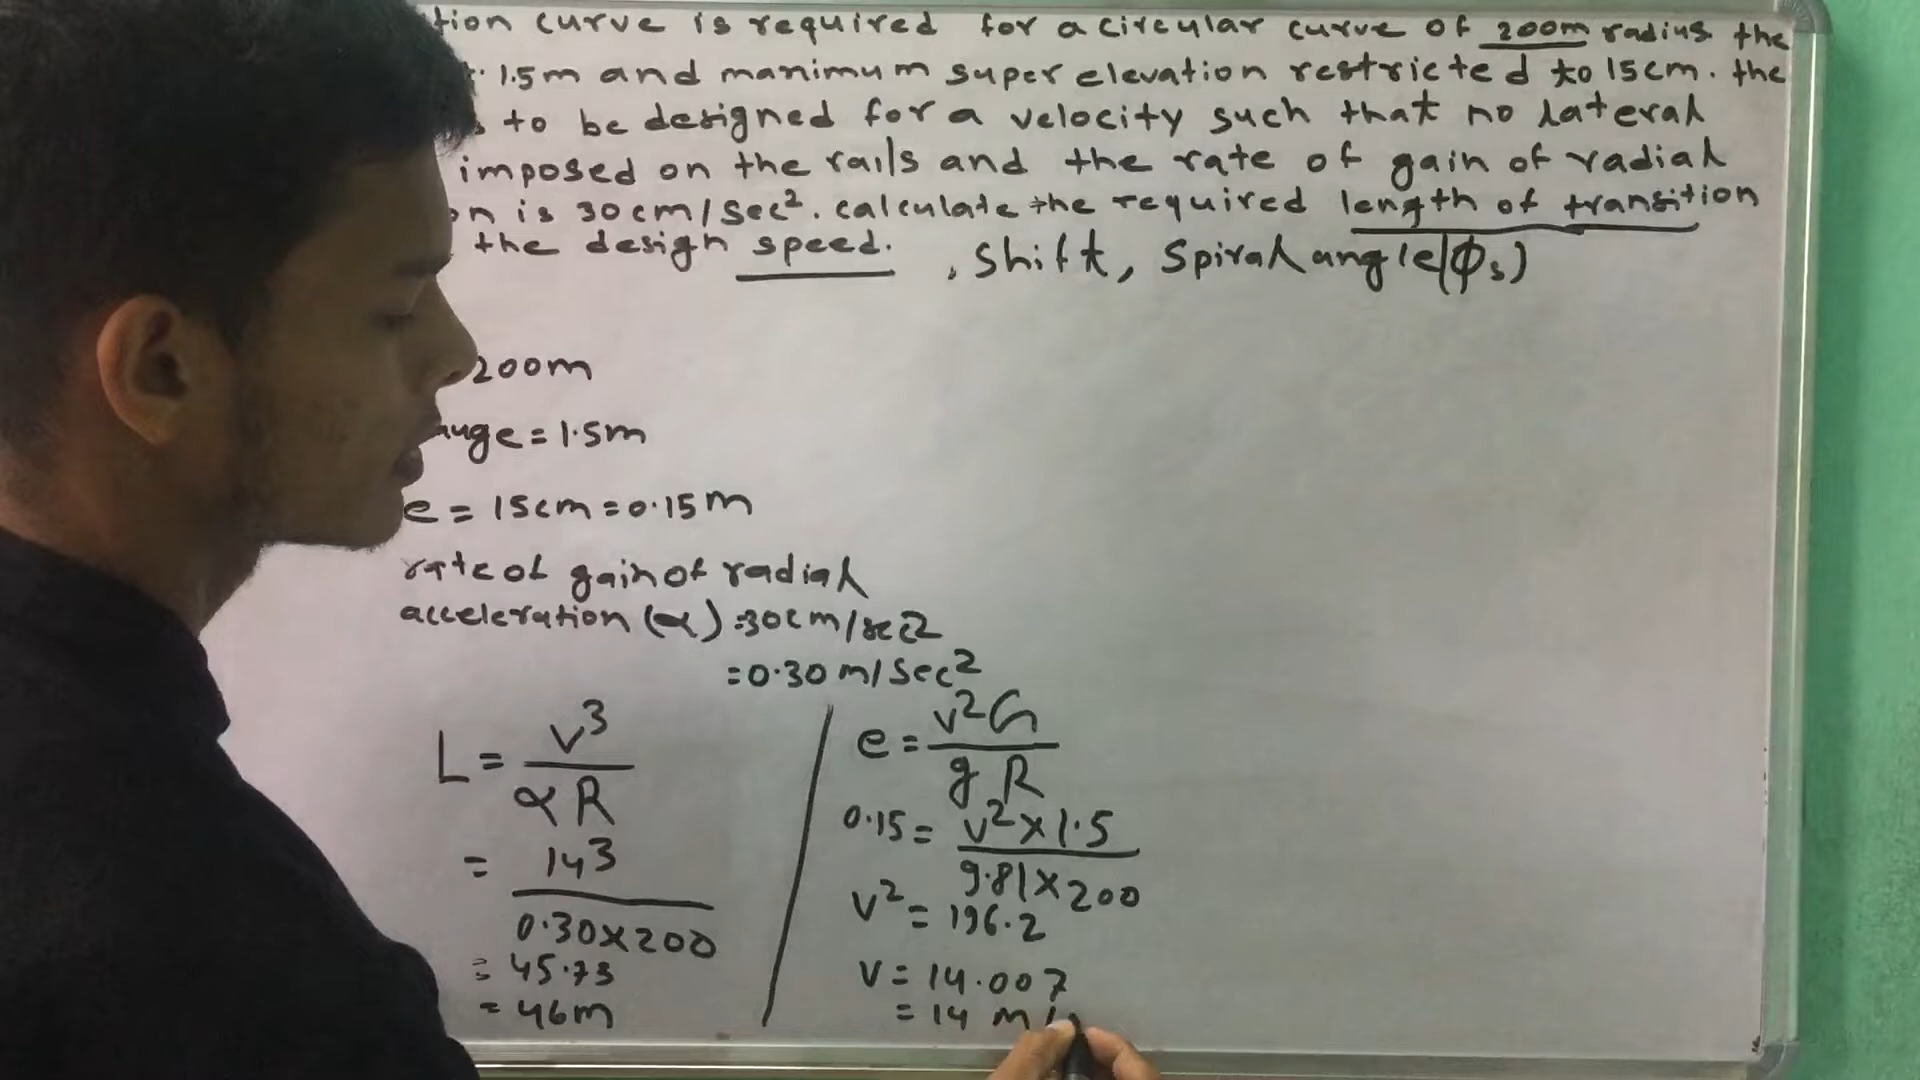 tion curve is required for a circular curve of 200m radius the
1.5m and manimum super elevation restricted to 15cm. the
to be designed for a velocity such that no lateral
imposed on the rails and the rate of gain of radial
on is 30cm/sec². calculate the required length of transition
the design speed. , Shift, Spiral angle(φs)
200m
auge = 1.5m
e = 15cm = 0.15m
rate of gain of radial
acceleration (α) = 30cm/sec2
= 0.30 m/sec2
L = v³ / αR
= 14³ / 0.30×200
= 45.73
= 46m
e = v²G / gR
0.15 = v²×1.5 / 9.81×200
v² = 196.2
v = 14.007
= 14 m/